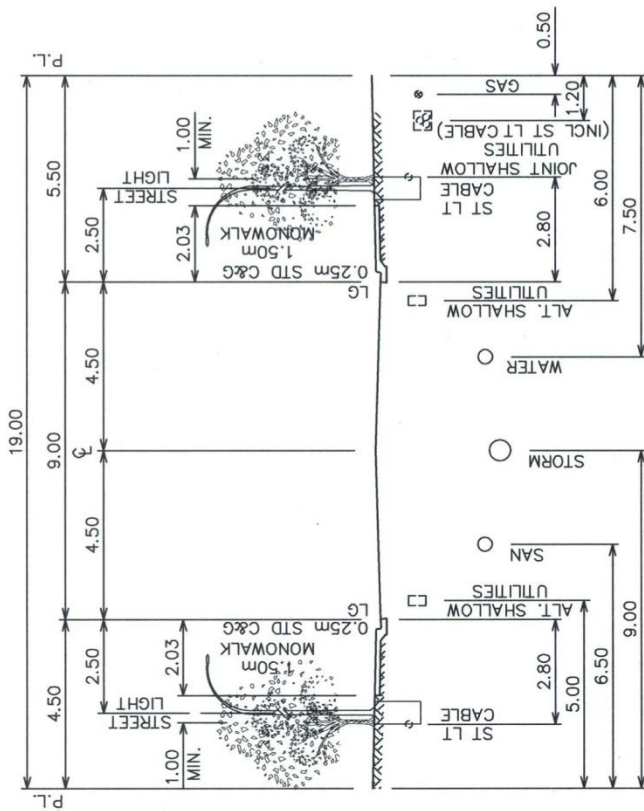 P.L.
P.L.
19.00
4.50
9.00
5.50
2.50
4.50
℄
4.50
2.50
STREET
LIGHT
STREET
LIGHT
1.00
MIN.
2.03
2.03
1.00
MIN.
1.50m
MONOWALK
0.25m STD C&G
LG
1.50m
MONOWALK
0.25m STD C&G
LG
ST LT
CABLE
ALT. SHALLOW
UTILITIES
SAN
STORM
WATER
ALT. SHALLOW
UTILITIES
ST LT
CABLE
JOINT SHALLOW
UTILITIES
(INCL ST LT CABLE)
GAS
2.80
5.00
6.50
9.00
2.80
0.50
1.20
6.00
7.50